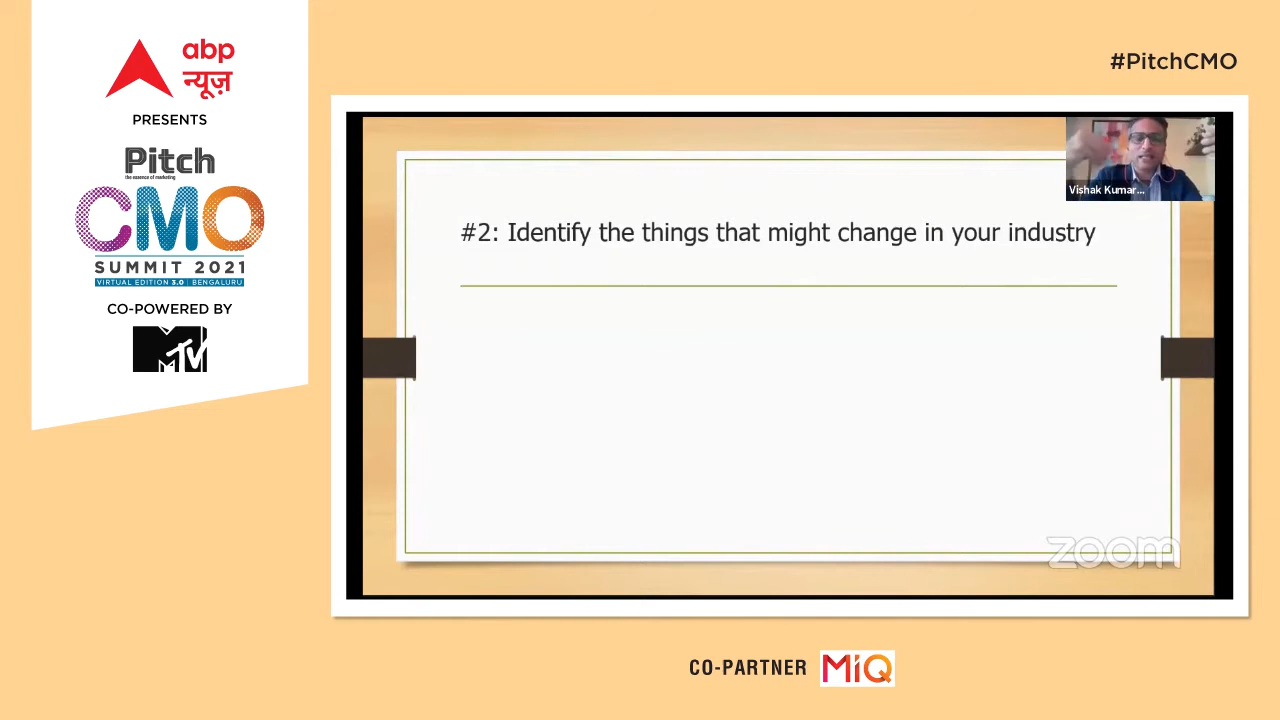 abp
न्यूज़
PRESENTS
Pitch
the essence of marketing
CMO
SUMMIT 2021
VIRTUAL EDITION 3.0 | BENGALURU
CO-POWERED BY
MTV
#PitchCMO
Vishak Kumar...
#2: Identify the things that might change in your industry
zoom
CO-PARTNER MiQ